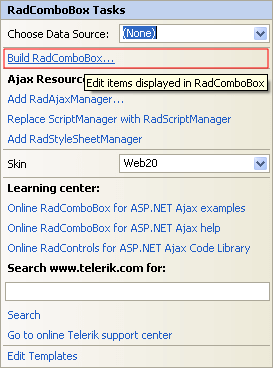 RadComboBox Tasks
Choose Data Source: (None)
Build RadComboBox...
Ajax Resource
Edit items displayed in RadComboBox
Add RadAjaxManager...
Replace ScriptManager with RadScriptManager
Add RadStyleSheetManager
Skin Web20
Learning center:
Online RadComboBox for ASP.NET Ajax examples
Online RadComboBox for ASP.NET Ajax help
Online RadControls for ASP.NET Ajax Code Library
Search www.telerik.com for:
Search
Go to online Telerik support center
Edit Templates